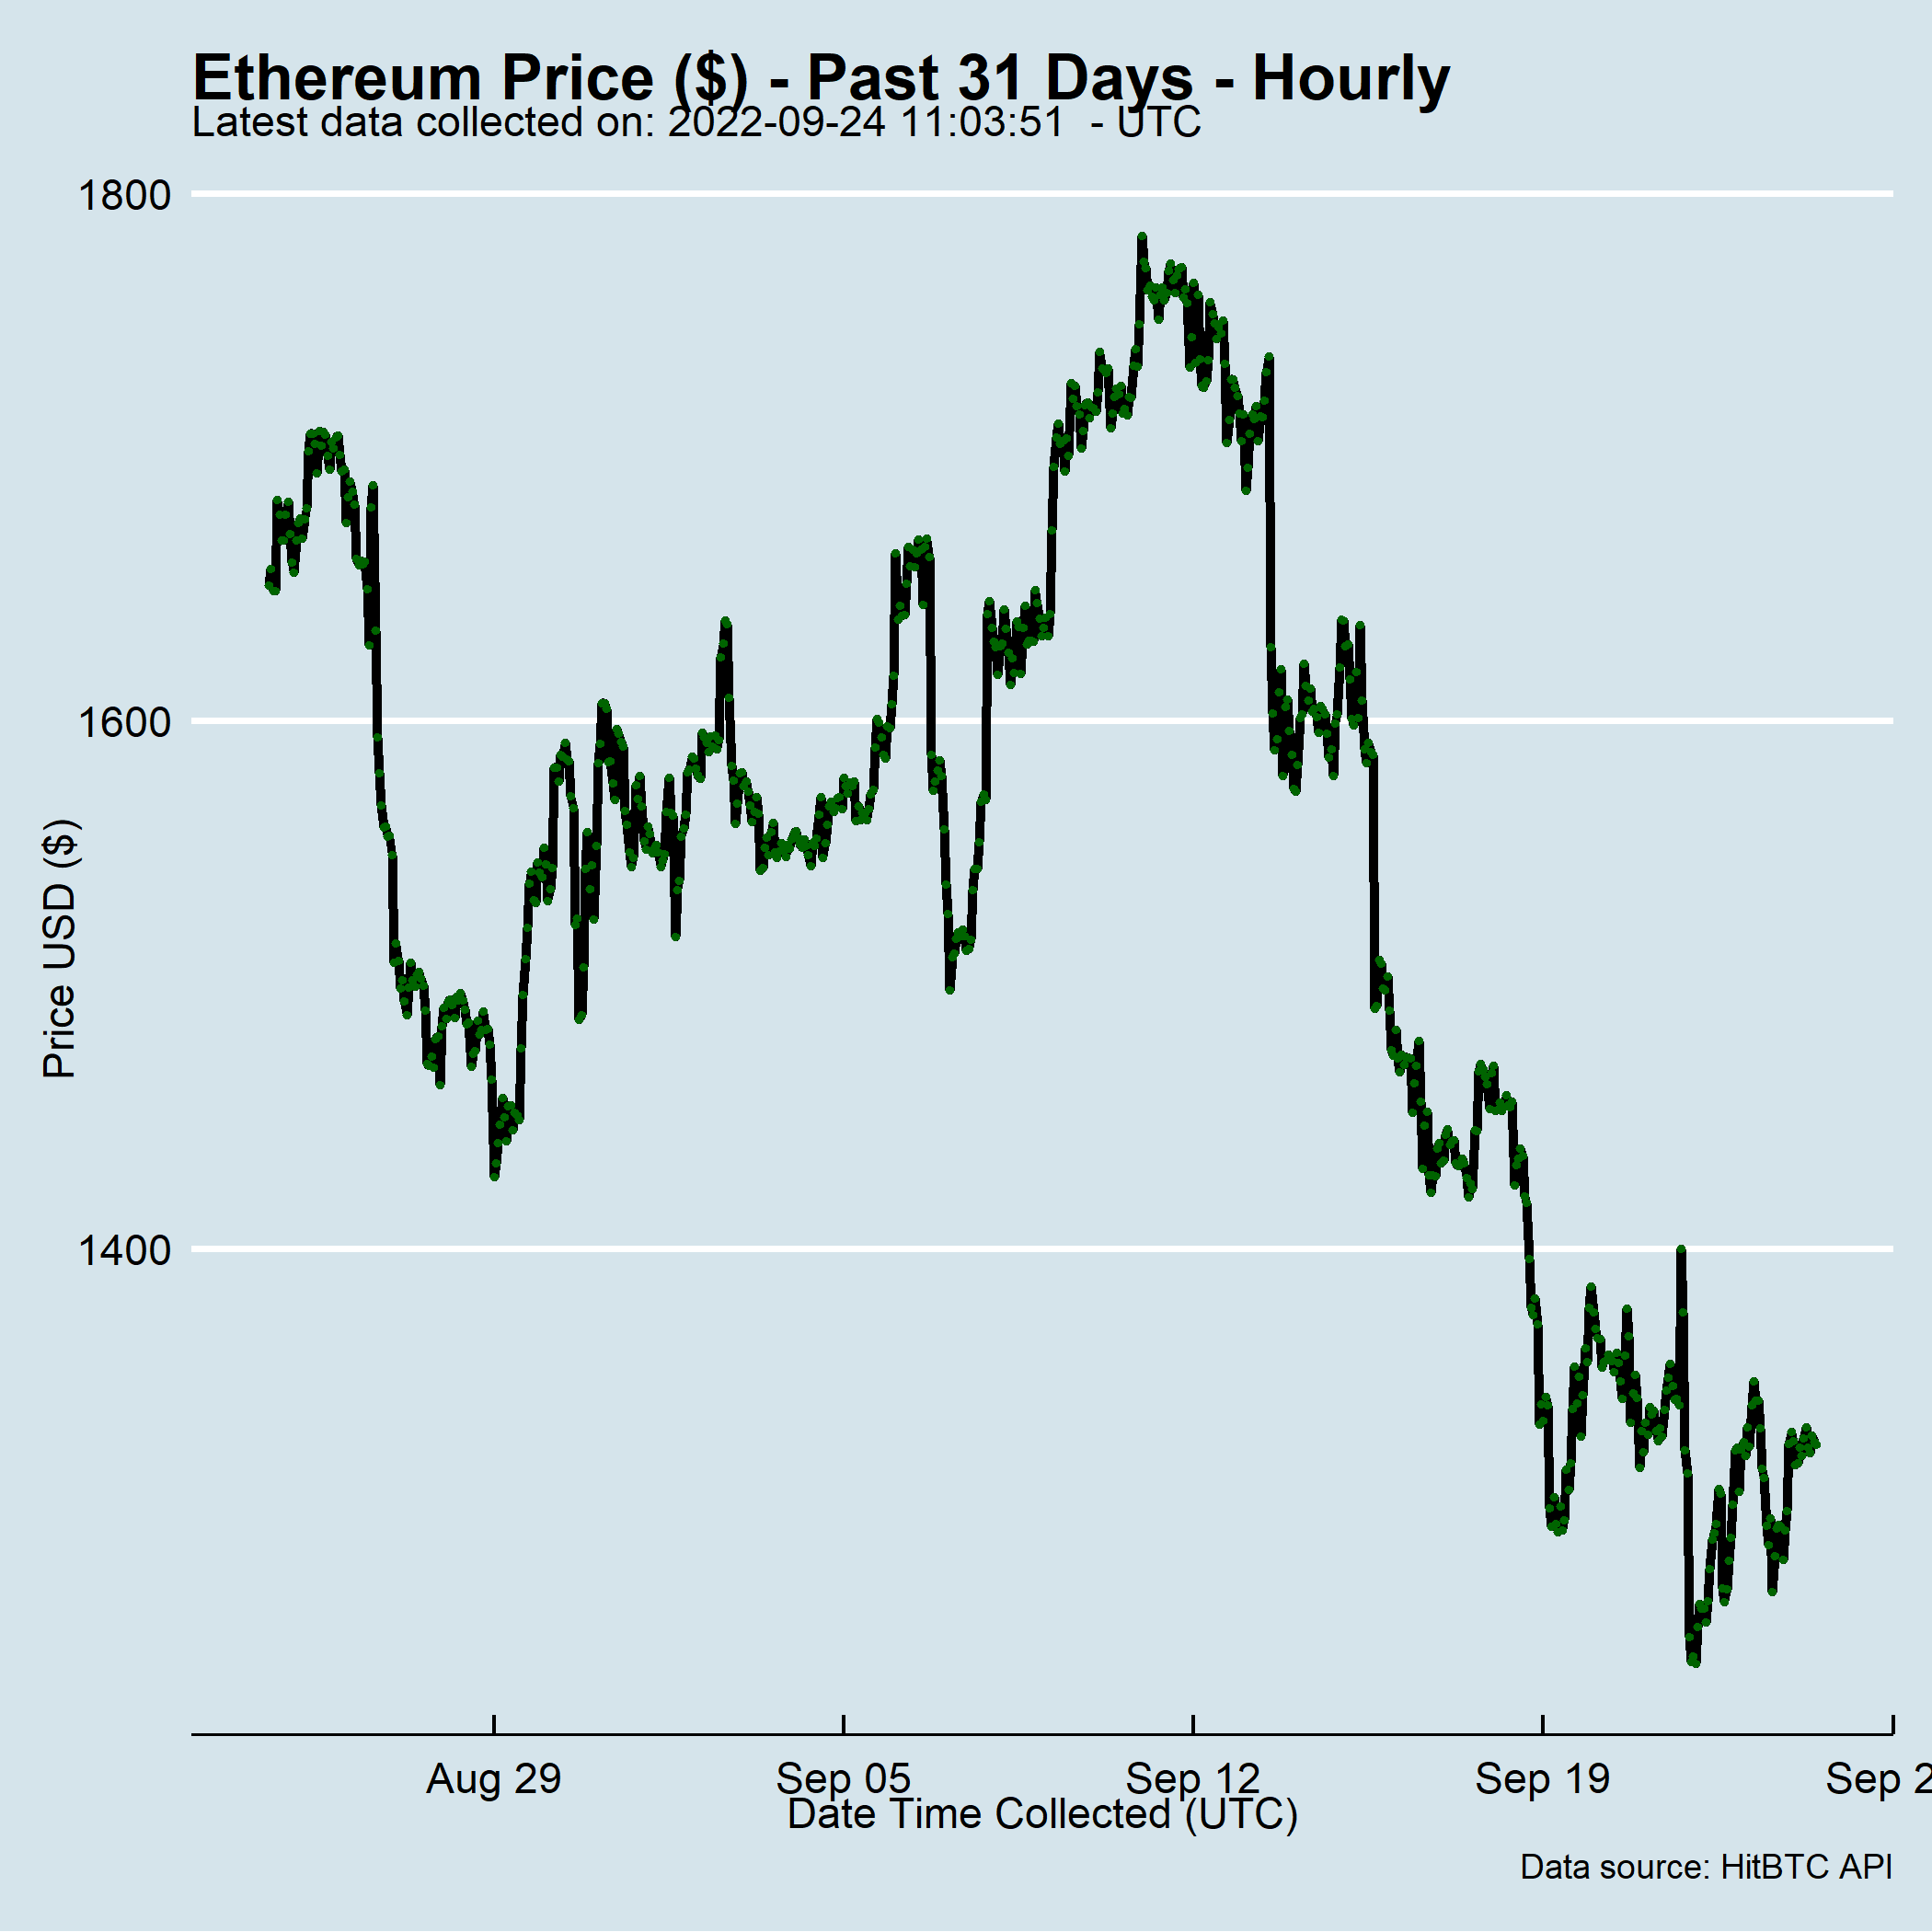 Ethereum Price ($) - Past 31 Days - Hourly
Latest data collected on: 2022-09-24 11:03:51  - UTC
1800
1600
1400
Price USD ($)
Aug 29 Sep 05 Sep 12 Sep 19 Sep 2
Date Time Collected (UTC)
Data source: HitBTC API